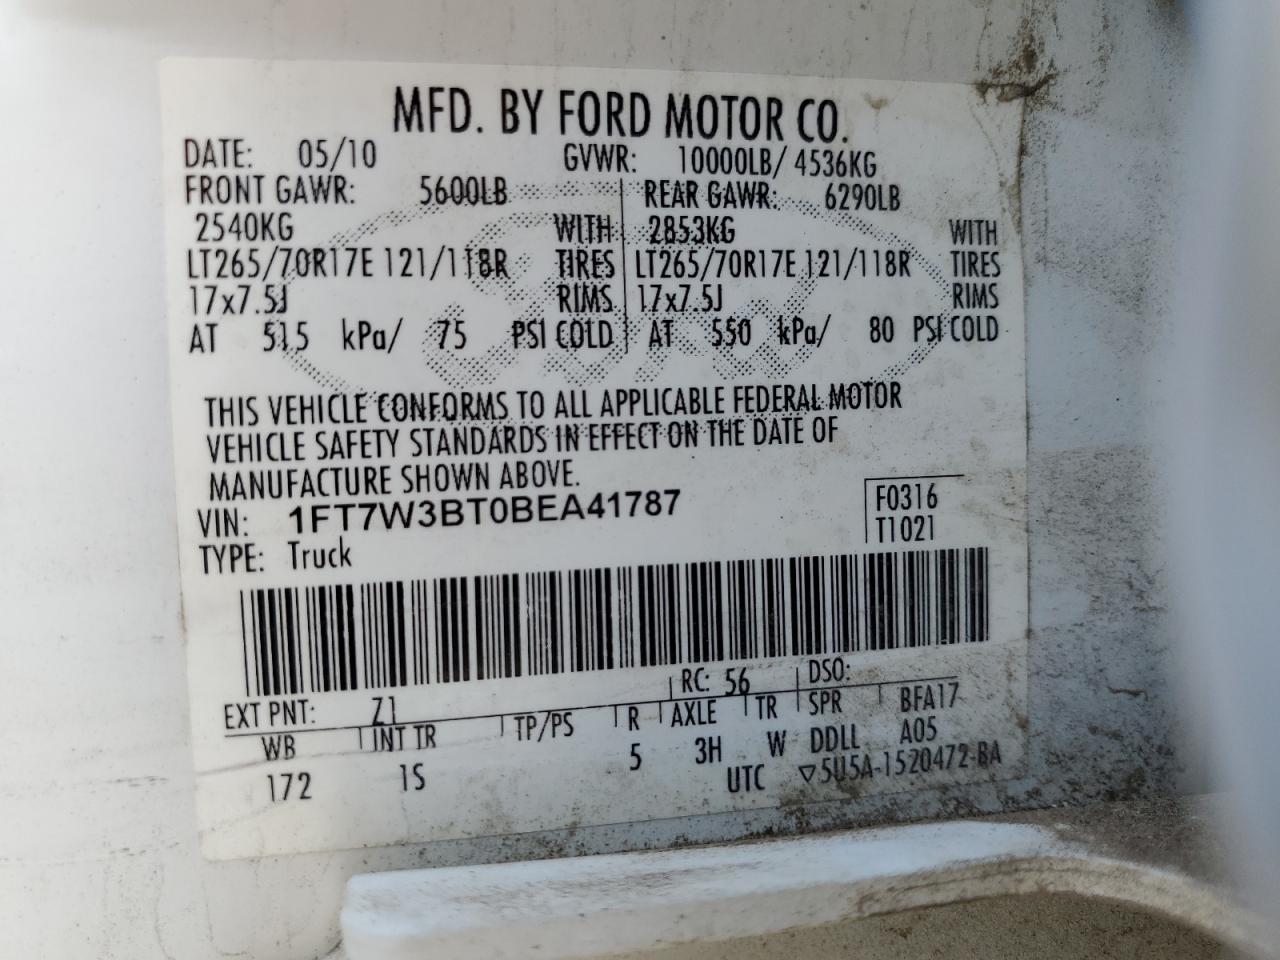 MFD. BY FORD MOTOR CO.
DATE: 05/10 GVWR: 10000LB/ 4536KG
FRONT GAWR: 5600LB REAR GAWR: 6290LB
2540KG WITH 2853KG WITH
LT265/70R17E 121/118R TIRES LT265/70R17E 121/118R TIRES
17x7.5J RIMS 17x7.5J RIMS
AT 515 kPa/ 75 PSI COLD AT 550 kPa/ 80 PSI COLD
THIS VEHICLE CONFORMS TO ALL APPLICABLE FEDERAL MOTOR
VEHICLE SAFETY STANDARDS IN EFFECT ON THE DATE OF
MANUFACTURE SHOWN ABOVE.
VIN: 1FT7W3BT0BEA41787 F0316
TYPE: Truck T1021
EXT PNT: Z1 RC: 56 DSO:
WB INT TR TP/PS R AXLE TR SPR BFA17
172 1S 5 3H W DDLL A05
UTC ▽5U5A-1520472-BA